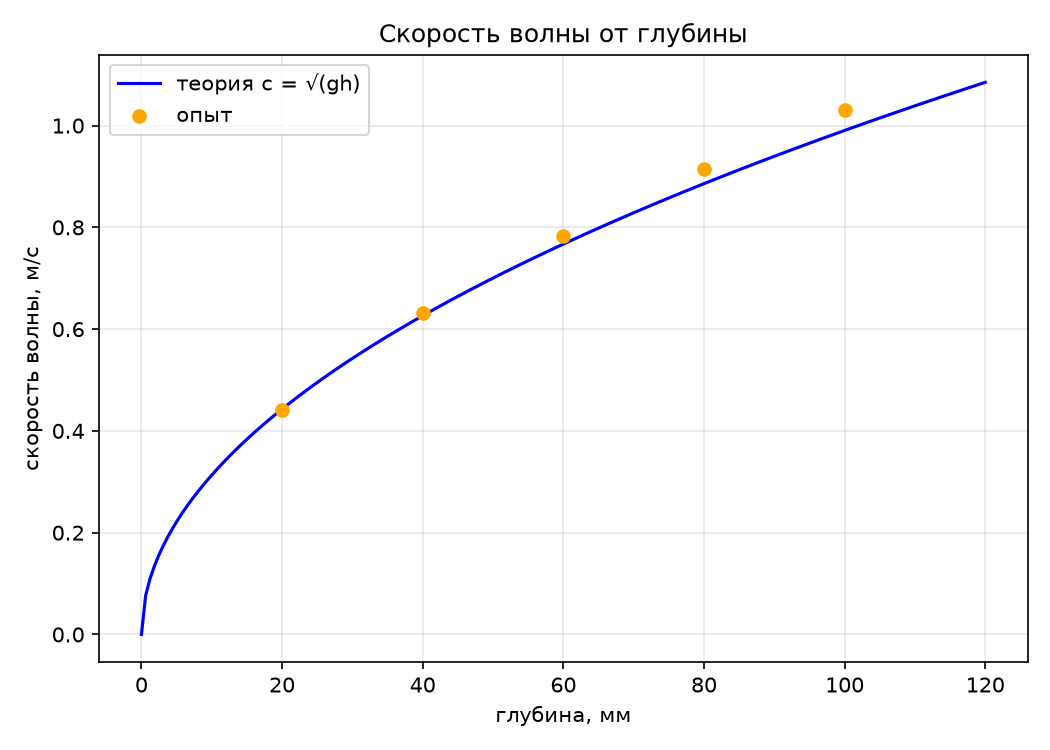 Скорость волны от глубины
теория c = √(gh)
опыт
1.0
0.8
0.6
0.4
0.2
0.0
скорость волны, м/с
0 20 40 60 80 100 120
глубина, мм